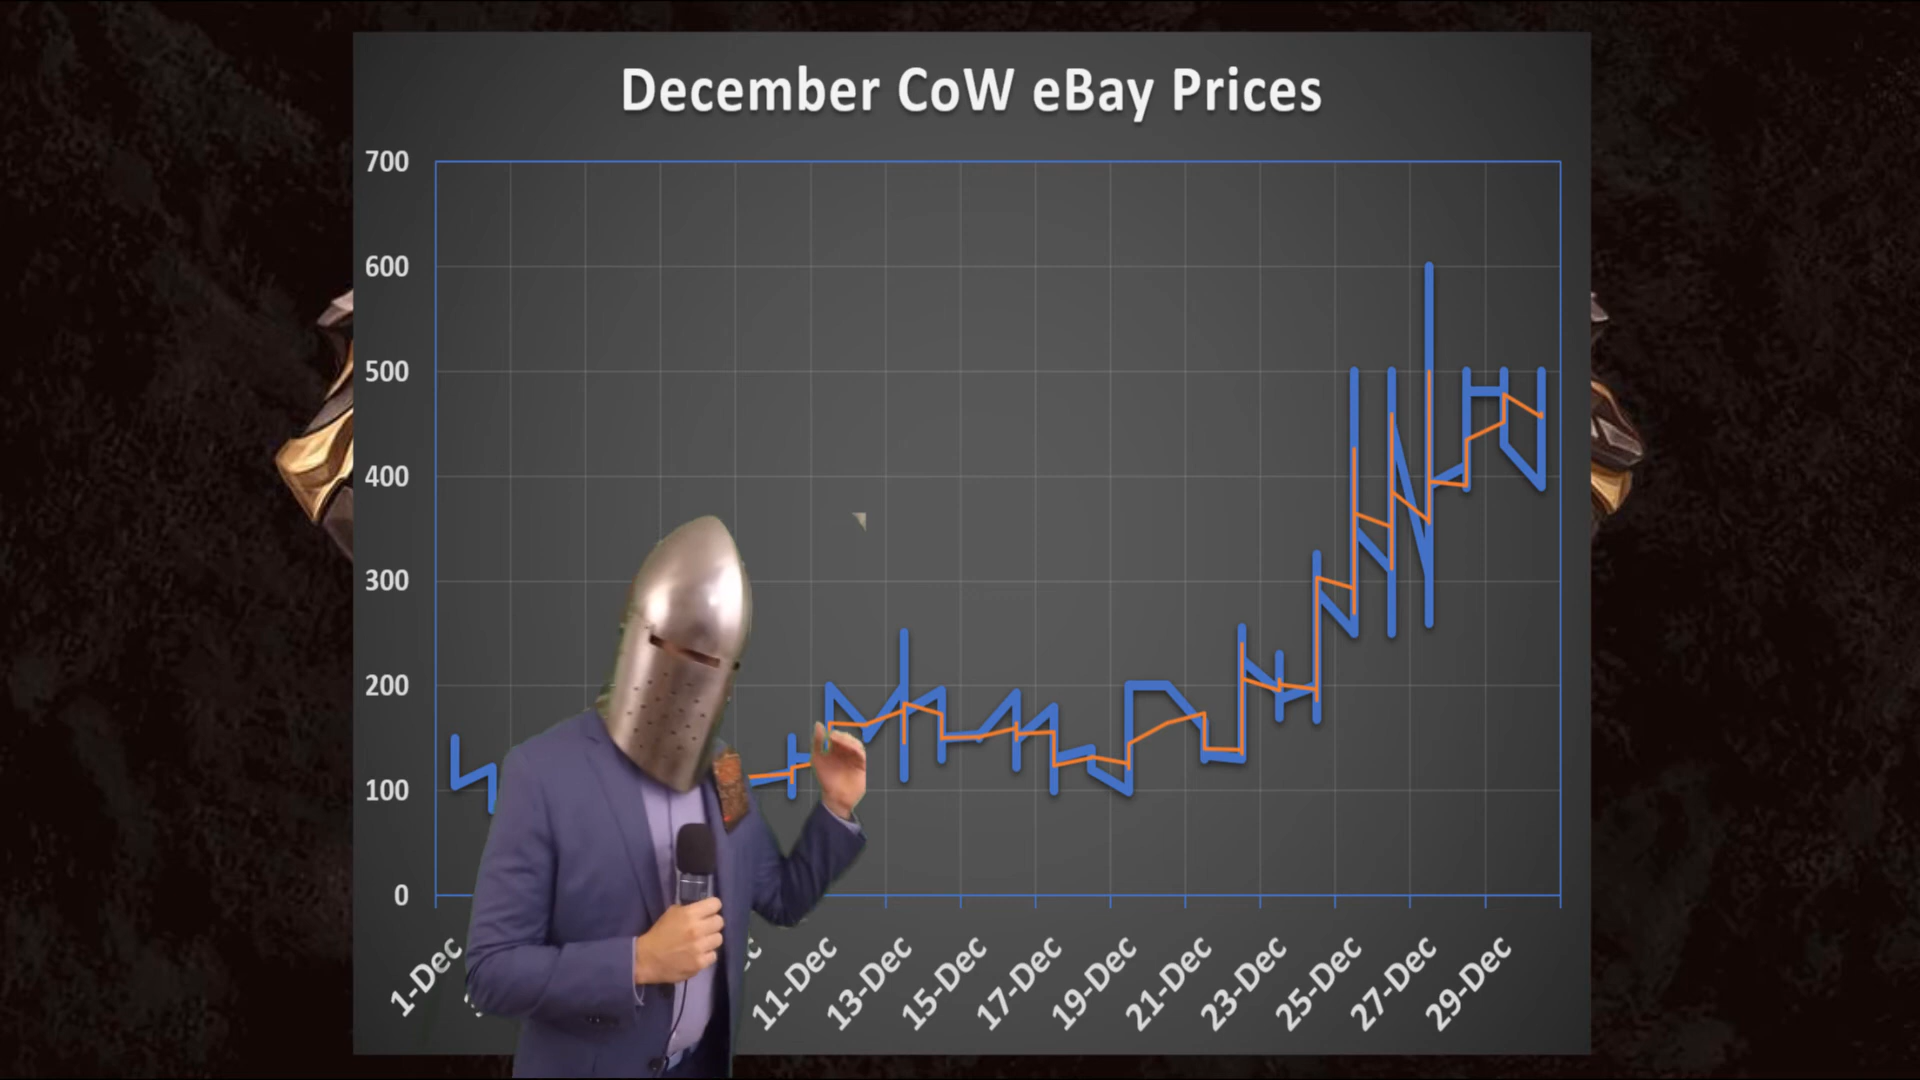 December CoW eBay Prices
700
600
500
400
300
200
100
0
1-Dec
11-Dec
13-Dec
15-Dec
17-Dec
19-Dec
21-Dec
23-Dec
25-Dec
27-Dec
29-Dec